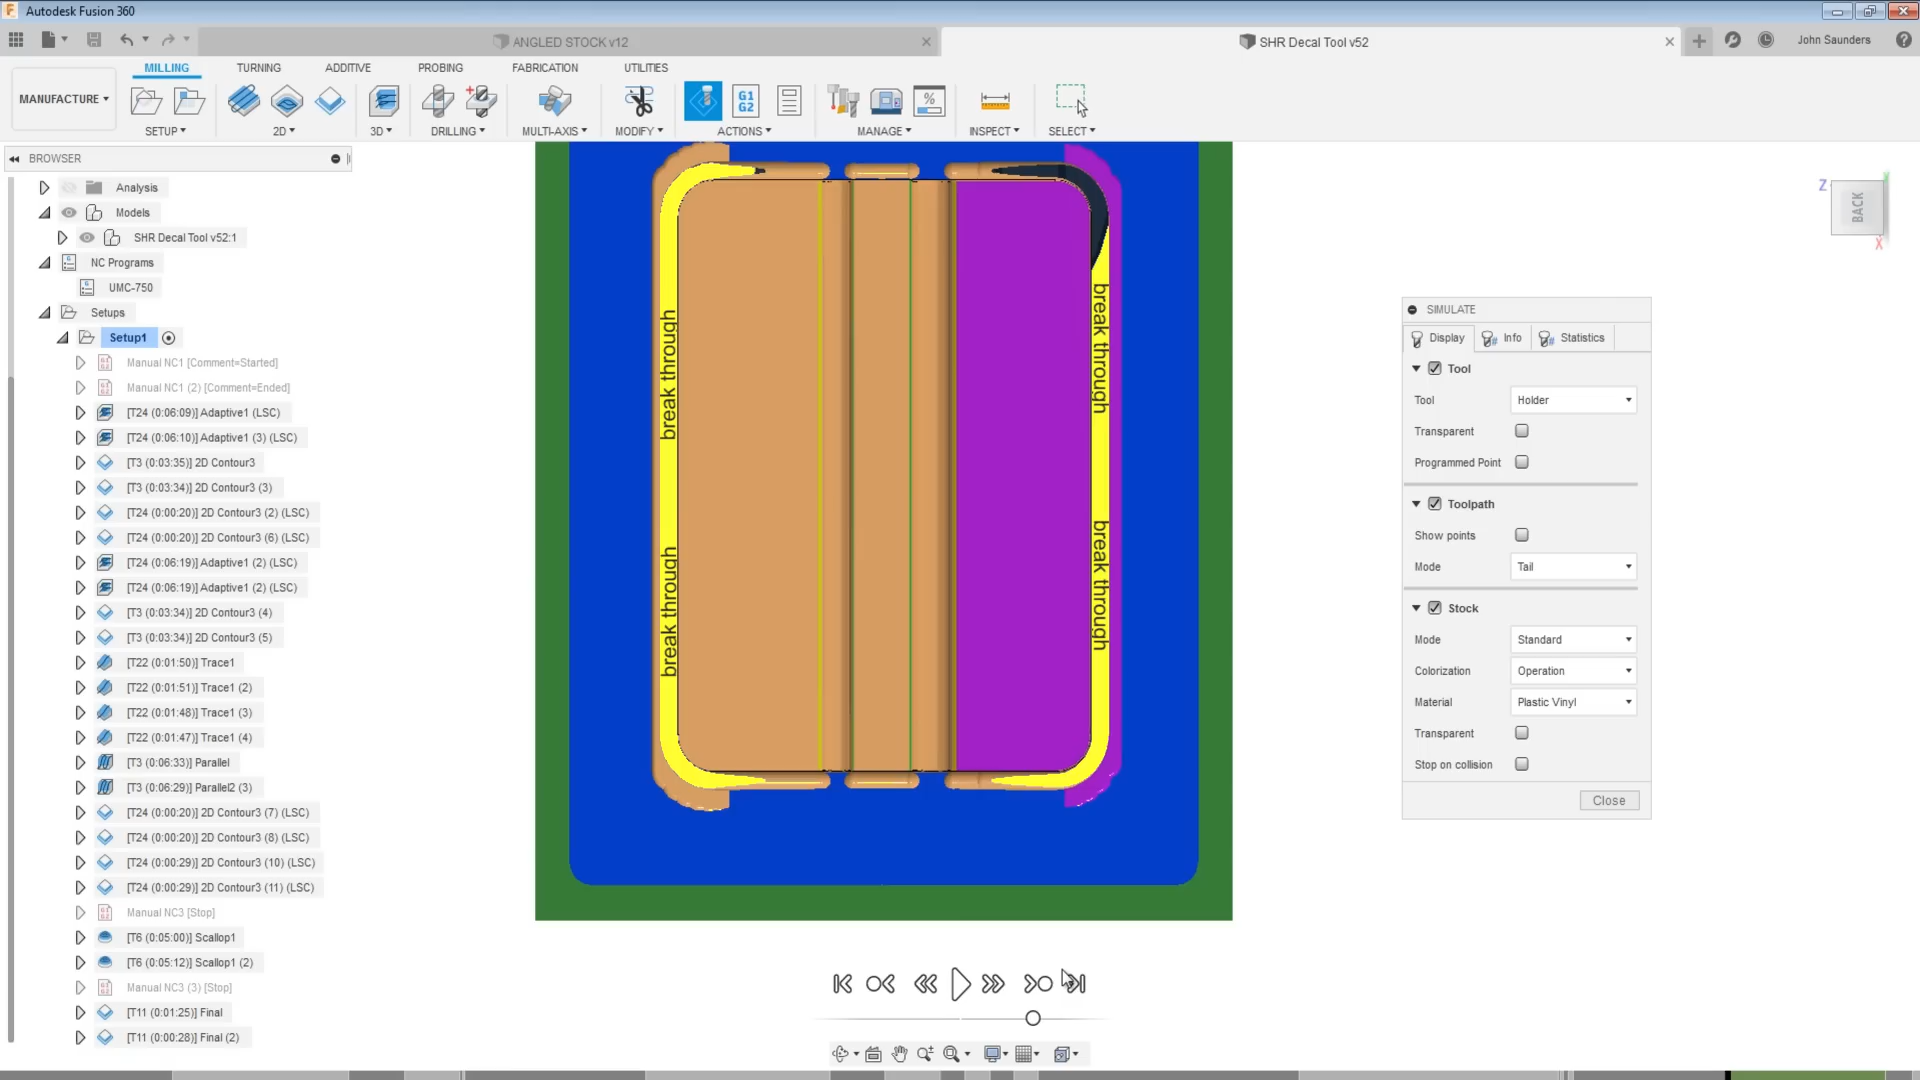 Autodesk Fusion 360
ANGLED STOCK v12
SHR Decal Tool v52
John Saunders
MANUFACTURE
MILLING
TURNING
ADDITIVE
PROBING
FABRICATION
UTILITIES
G1
G2
SETUP
2D
3D
DRILLING
MULTI-AXIS
MODIFY
ACTIONS
MANAGE
INSPECT
SELECT
BROWSER
Analysis
Models
SHR Decal Tool v52:1
NC Programs
UMC-750
Setups
Setup1
Manual NC1 [Comment=Started]
Manual NC1 (2) [Comment=Ended]
[T24 (0:06:09)] Adaptive1 (LSC)
[T24 (0:06:10)] Adaptive1 (3) (LSC)
[T3 (0:03:35)] 2D Contour3
[T3 (0:03:34)] 2D Contour3 (3)
[T24 (0:00:20)] 2D Contour3 (2) (LSC)
[T24 (0:00:20)] 2D Contour3 (6) (LSC)
[T24 (0:06:19)] Adaptive1 (2) (LSC)
[T24 (0:06:19)] Adaptive1 (2) (LSC)
[T3 (0:03:34)] 2D Contour3 (4)
[T3 (0:03:34)] 2D Contour3 (5)
[T22 (0:01:50)] Trace1
[T22 (0:01:51)] Trace1 (2)
[T22 (0:01:48)] Trace1 (3)
[T22 (0:01:47)] Trace1 (4)
[T3 (0:06:33)] Parallel
[T3 (0:06:29)] Parallel2 (3)
[T24 (0:00:20)] 2D Contour3 (7) (LSC)
[T24 (0:00:20)] 2D Contour3 (8) (LSC)
[T24 (0:00:29)] 2D Contour3 (10) (LSC)
[T24 (0:00:29)] 2D Contour3 (11) (LSC)
Manual NC3 [Stop]
[T6 (0:05:00)] Scallop1
[T6 (0:05:12)] Scallop1 (2)
Manual NC3 (3) [Stop]
[T11 (0:01:25)] Final
[T11 (0:00:28)] Final (2)
break through
break through
break through
break through
Z
BACK
X
SIMULATE
Display
Info
Statistics
Tool
Tool
Holder
Transparent
Programmed Point
Toolpath
Show points
Mode
Tail
Stock
Mode
Standard
Colorization
Operation
Material
Plastic Vinyl
Transparent
Stop on collision
Close